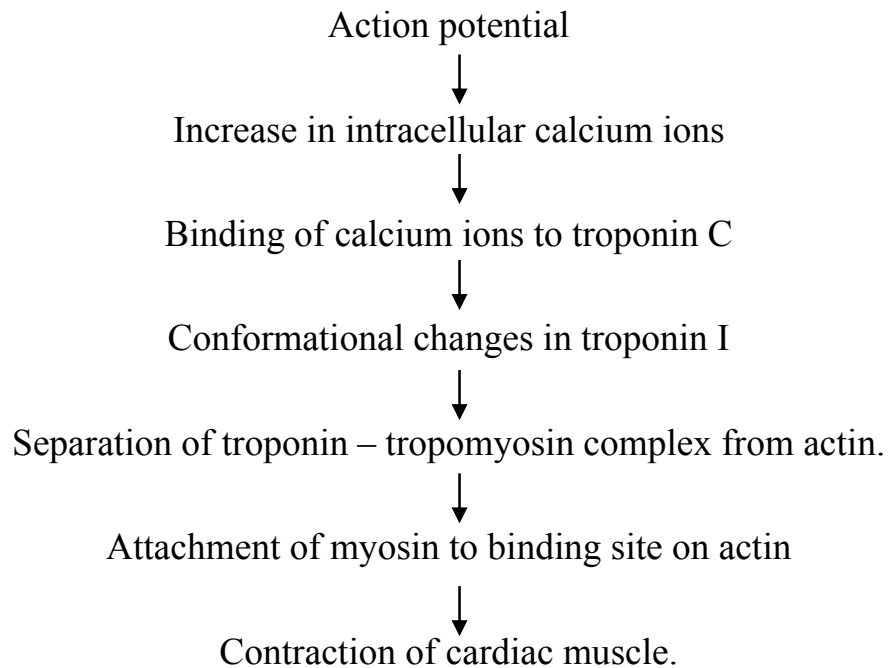 Action potential
Increase in intracellular calcium ions
Binding of calcium ions to troponin C
Conformational changes in troponin I
Separation of troponin – tropomyosin complex from actin.
Attachment of myosin to binding site on actin
Contraction of cardiac muscle.